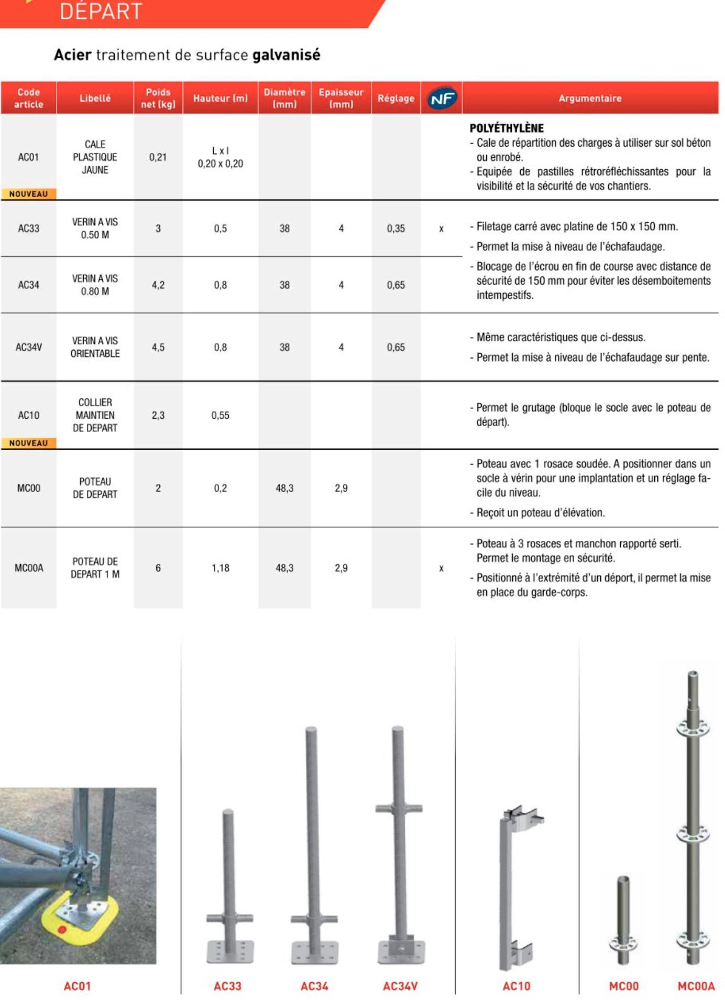 DÉPART
Acier traitement de surface galvanisé
Code article Libellé Poids net (kg) Hauteur (m) Diamètre (mm) Epaisseur (mm) Réglage NF Argumentaire
AC01
NOUVEAU
CALE
PLASTIQUE
JAUNE
0,21
L x l
0,20 x 0,20
POLYÉTHYLÈNE
- Cale de répartition des charges à utiliser sur sol béton
ou enrobé.
- Equipée de pastilles rétroréfléchissantes pour la
visibilité et la sécurité de vos chantiers.
AC33
VERIN A VIS
0.50 M
3
0,5
38
4
0,35
x
- Filetage carré avec platine de 150 x 150 mm.
- Permet la mise à niveau de l'échafaudage.
- Blocage de l'écrou en fin de course avec distance de
sécurité de 150 mm pour éviter les désemboitements
intempestifs.
AC34
VERIN A VIS
0.80 M
4,2
0,8
38
4
0,65
AC34V
VERIN A VIS
ORIENTABLE
4,5
0,8
38
4
0,65
- Même caractéristiques que ci-dessus.
- Permet la mise à niveau de l'échafaudage sur pente.
AC10
NOUVEAU
COLLIER
MAINTIEN
DE DEPART
2,3
0,55
- Permet le grutage (bloque le socle avec le poteau de
départ).
MC00
POTEAU
DE DEPART
2
0,2
48,3
2,9
- Poteau avec 1 rosace soudée. A positionner dans un
socle à vérin pour une implantation et un réglage fa-
cile du niveau.
- Reçoit un poteau d'élévation.
MC00A
POTEAU DE
DEPART 1 M
6
1,18
48,3
2,9
x
- Poteau à 3 rosaces et manchon rapporté serti.
Permet le montage en sécurité.
- Positionné à l'extrémité d'un déport, il permet la mise
en place du garde-corps.
AC01
AC33
AC34
AC34V
AC10
MC00
MC00A